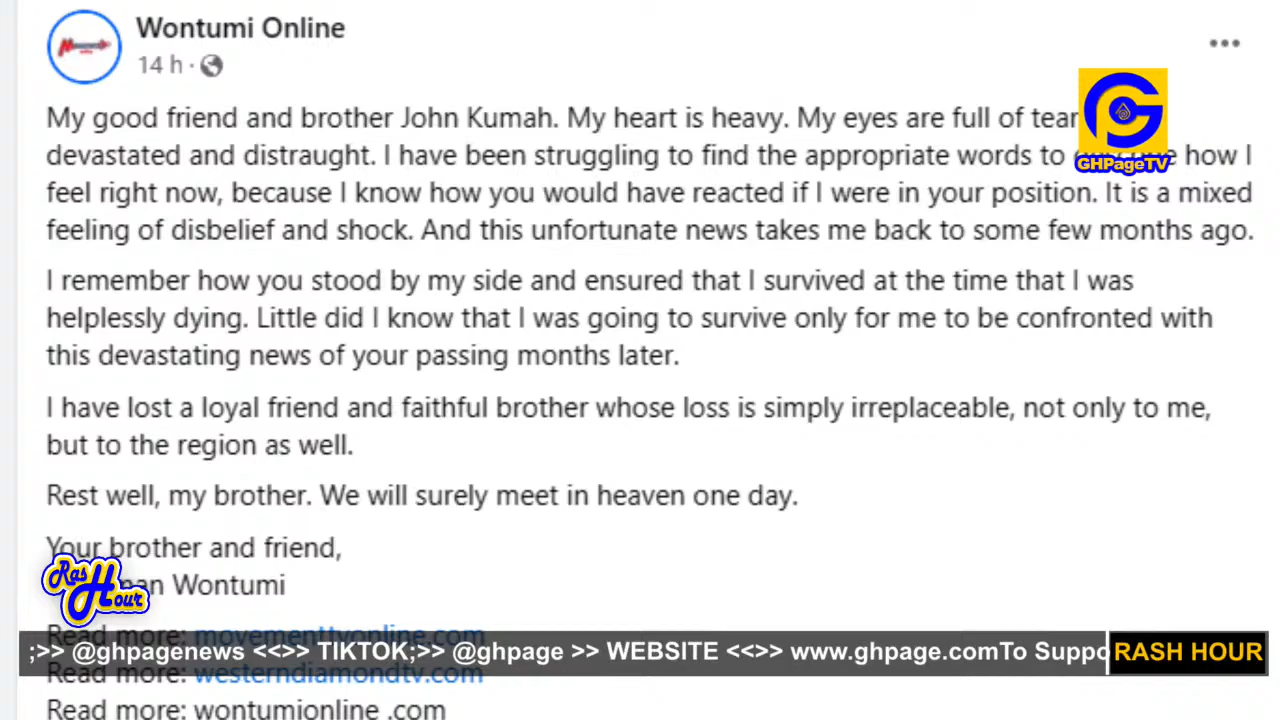 Wontumi Online
14 h ·
My good friend and brother John Kumah. My heart is heavy. My eyes are full of
GHPageTV
devastated and distraught. I have been struggling to find the appropriate words to how I
feel right now, because I know how you would have reacted if I were in your position. It is a mixed
feeling of disbelief and shock. And this unfortunate news takes me back to some few months ago.
I remember how you stood by my side and ensured that I survived at the time that I was
helplessly dying. Little did I know that I was going to survive only for me to be confronted with
this devastating news of your passing months later.
I have lost a loyal friend and faithful brother whose loss is simply irreplaceable, not only to me,
but to the region as well.
Rest well, my brother. We will surely meet in heaven one day.
Your brother and friend,
Wontumi
Ras Hour
Read more: movementtvonline.com
;>> @ghpagenews <<>> TIKTOK;>> @ghpage >> WEBSITE <<>> www.ghpage.comTo Suppo
RASH HOUR
Read more: westerndiamondtv.com
Read more: wontumionline .com